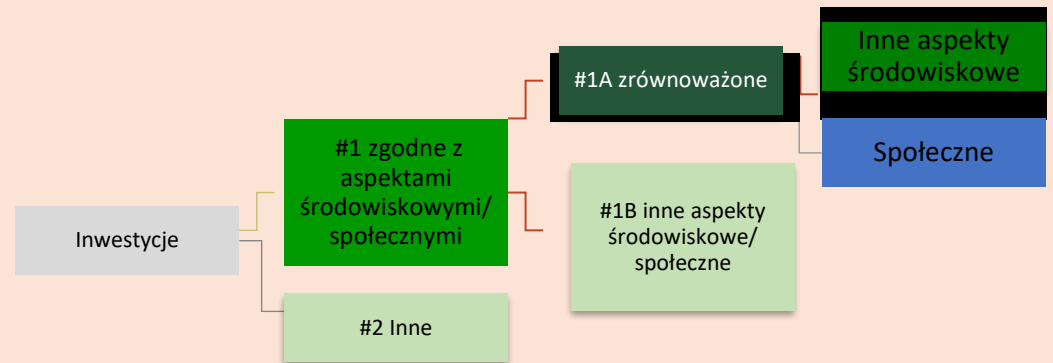 Inwestycje
#1 zgodne z
aspektami
środowiskowymi/
społecznymi
#2 Inne
#1A zrównoważone
#1B inne aspekty
środowiskowe/
społeczne
Inne aspekty
środowiskowe
Społeczne